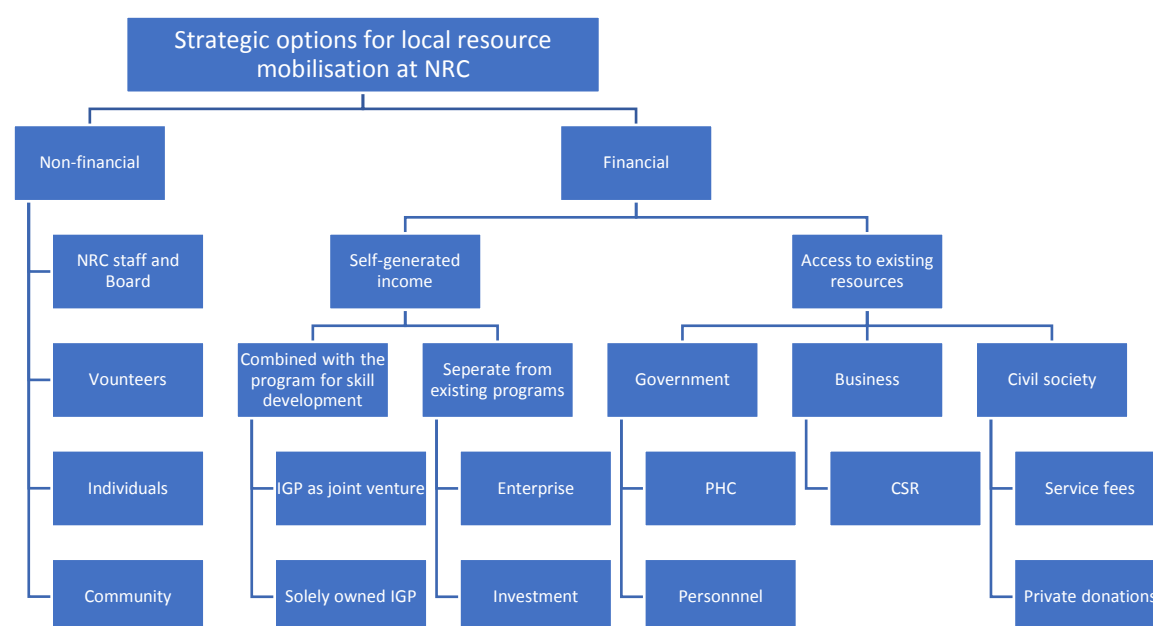 Strategic options for local resource
mobilisation at NRC
Non-financial
Financial
NRC staff and
Board
Self-generated
income
Access to existing
resources
Vounteers
Combined with the
program for skill
development
Seperate from
existing programs
Government
Business
Civil society
Individuals
IGP as joint venture
Enterprise
PHC
CSR
Service fees
Community
Solely owned IGP
Investment
Personnnel
Private donations